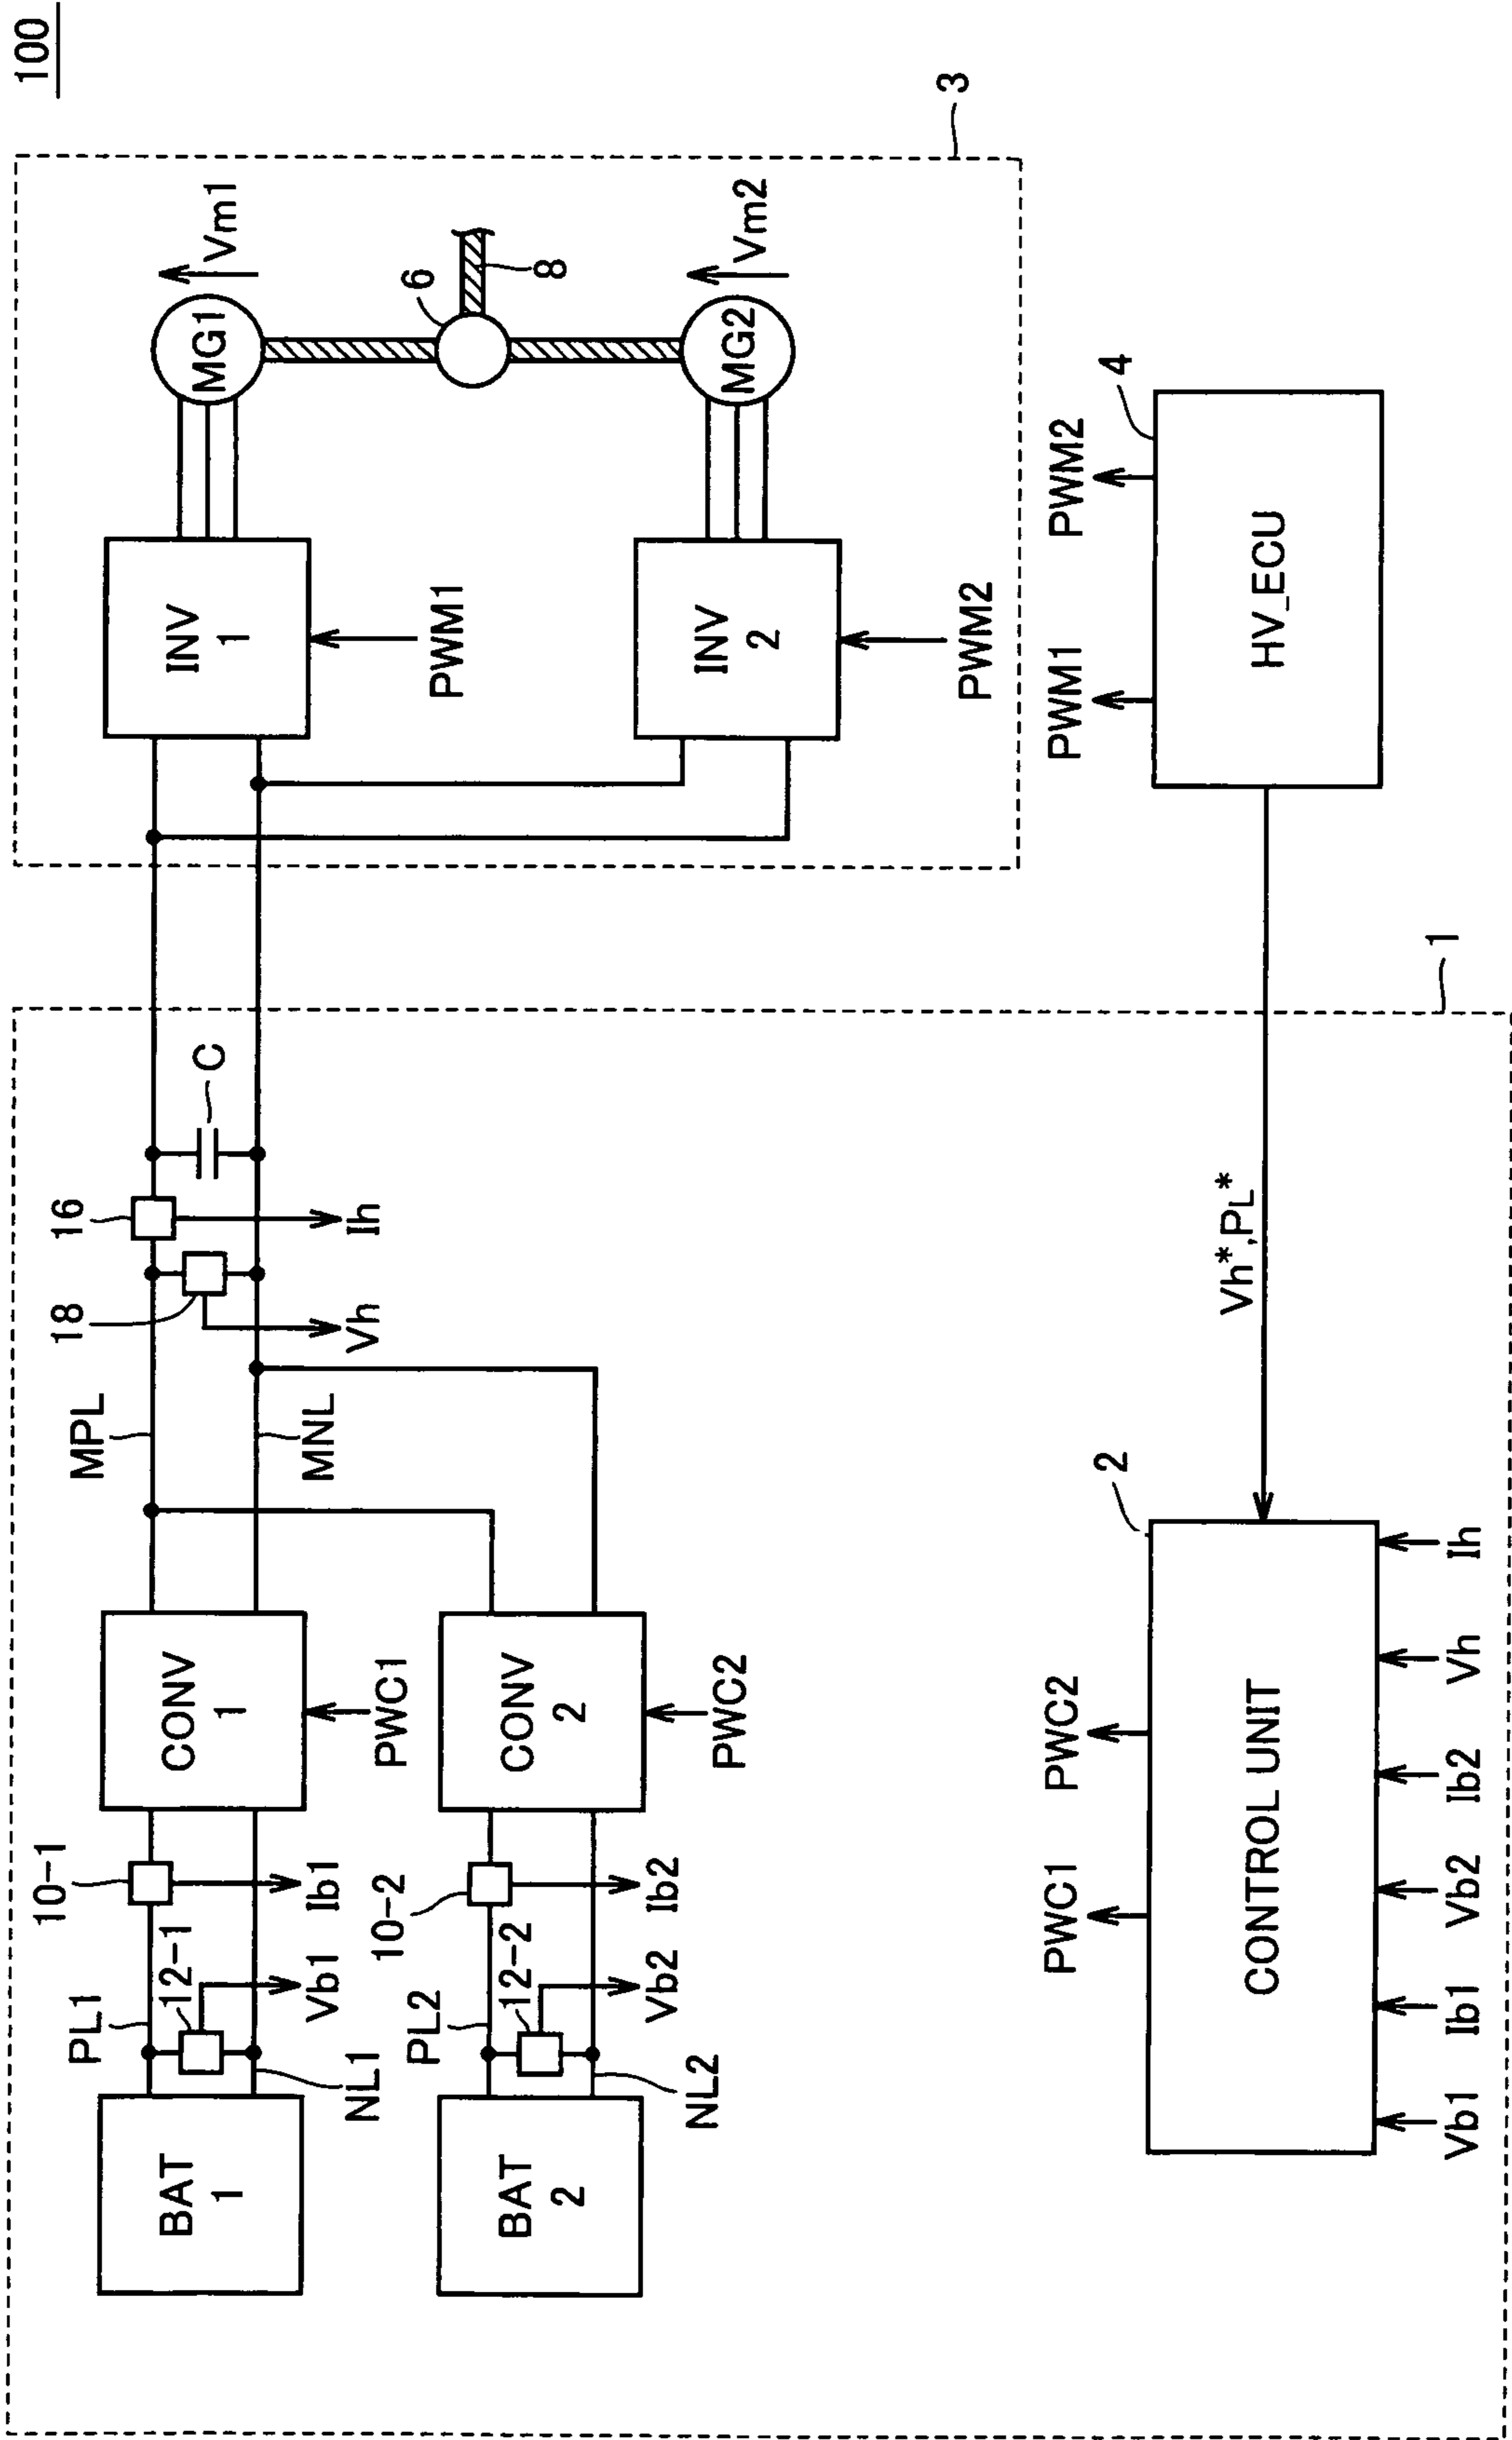 100
3
1
MPL
MNL
18
16
C
Vh
Ih
PL1
12-1
10-1
NL1
Vb1
Ib1
BAT
1
CONV
1
PWC1
INV
1
PWM1
MG1
Vm1
6
8
PL2
12-2
10-2
NL2
Vb2
Ib2
BAT
2
CONV
2
PWC2
INV
2
PWM2
MG2
Vm2
PWC1
PWC2
2
CONTROL UNIT
Vb1
Ib1
Vb2
Ib2
Vh
Ih
Vh*,PL*
PWM1
PWM2
4
HV_ECU